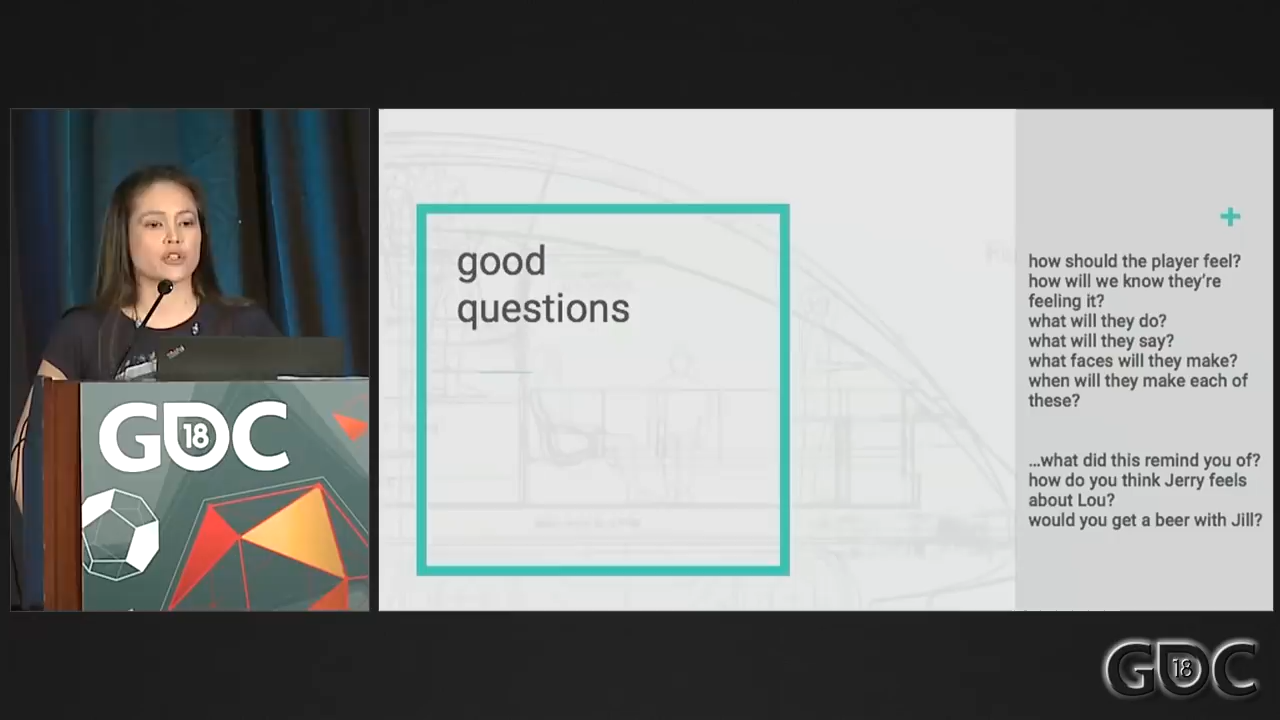 good
questions
how should the player feel?
how will we know they're
feeling it?
what will they do?
what will they say?
what faces will they make?
when will they make each of
these?
...what did this remind you of?
how do you think Jerry feels
about Lou?
would you get a beer with Jill?
GDC
18
GDC
18